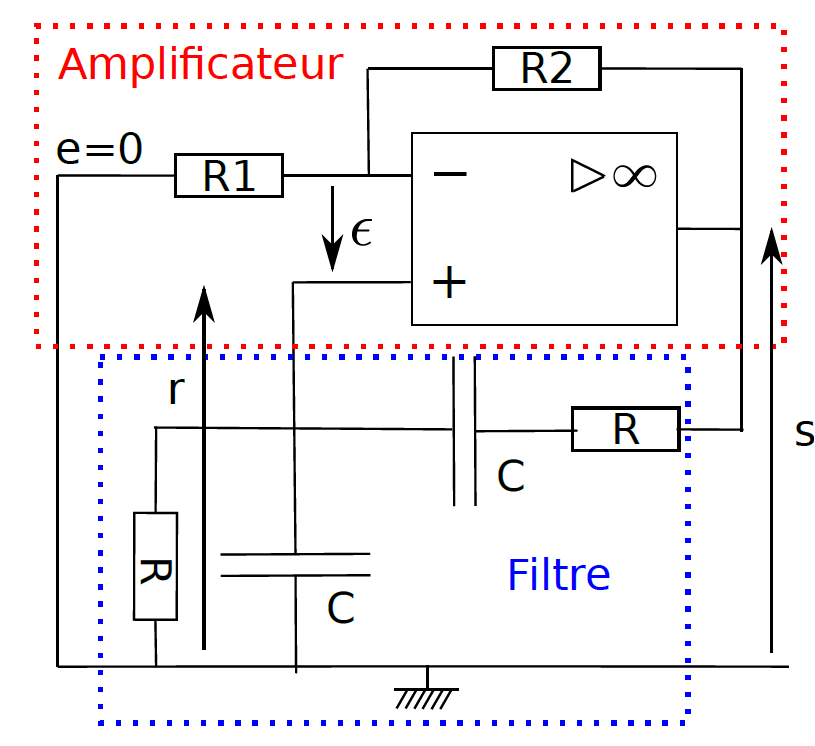 Amplificateur
R2
e=0
R1
− ▷∞
ϵ
+
r
R
s
C
R
Filtre
C